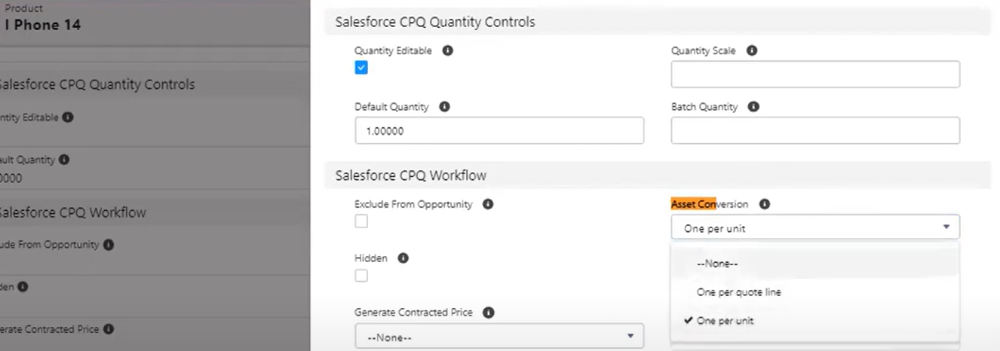 Product
I Phone 14
Salesforce CPQ Quantity Controls
ntity Editable
ault Quantity
0000
Salesforce CPQ Workflow
ude From Opportunity
den
erate Contracted Price
Salesforce CPQ Quantity Controls
Quantity Editable
Quantity Scale
Default Quantity
Batch Quantity
1.00000
Salesforce CPQ Workflow
Exclude From Opportunity
Asset Conversion
One per unit
Hidden
--None--
One per quote line
Generate Contracted Price
One per unit
--None--